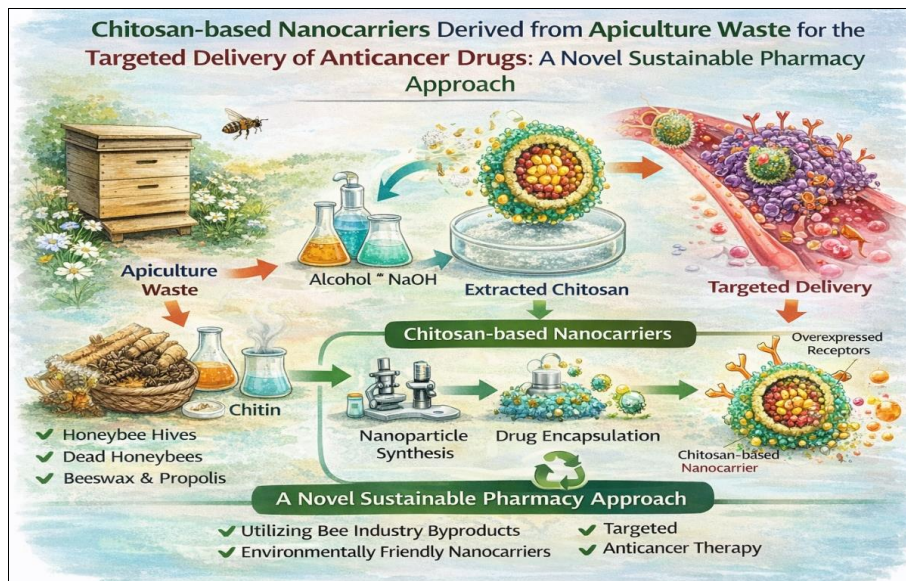 Chitosan-based Nanocarriers Derived from Apiculture Waste for the
Targeted Delivery of Anticancer Drugs: A Novel Sustainable Pharmacy
Approach
Apiculture
Waste
Alcohol " NaOH
Extracted Chitosan
Targeted Delivery
Chitosan-based Nanocarriers
Overexpressed
Receptors
Chitin
Honeybee Hives
Dead Honeybees
Beeswax & Propolis
Nanoparticle
Synthesis
Drug Encapsulation
Chitosan-based
Nanocarrier
A Novel Sustainable Pharmacy Approach
Utilizing Bee Industry Byproducts
Environmentally Friendly Nanocarriers
Targeted
Anticancer Therapy